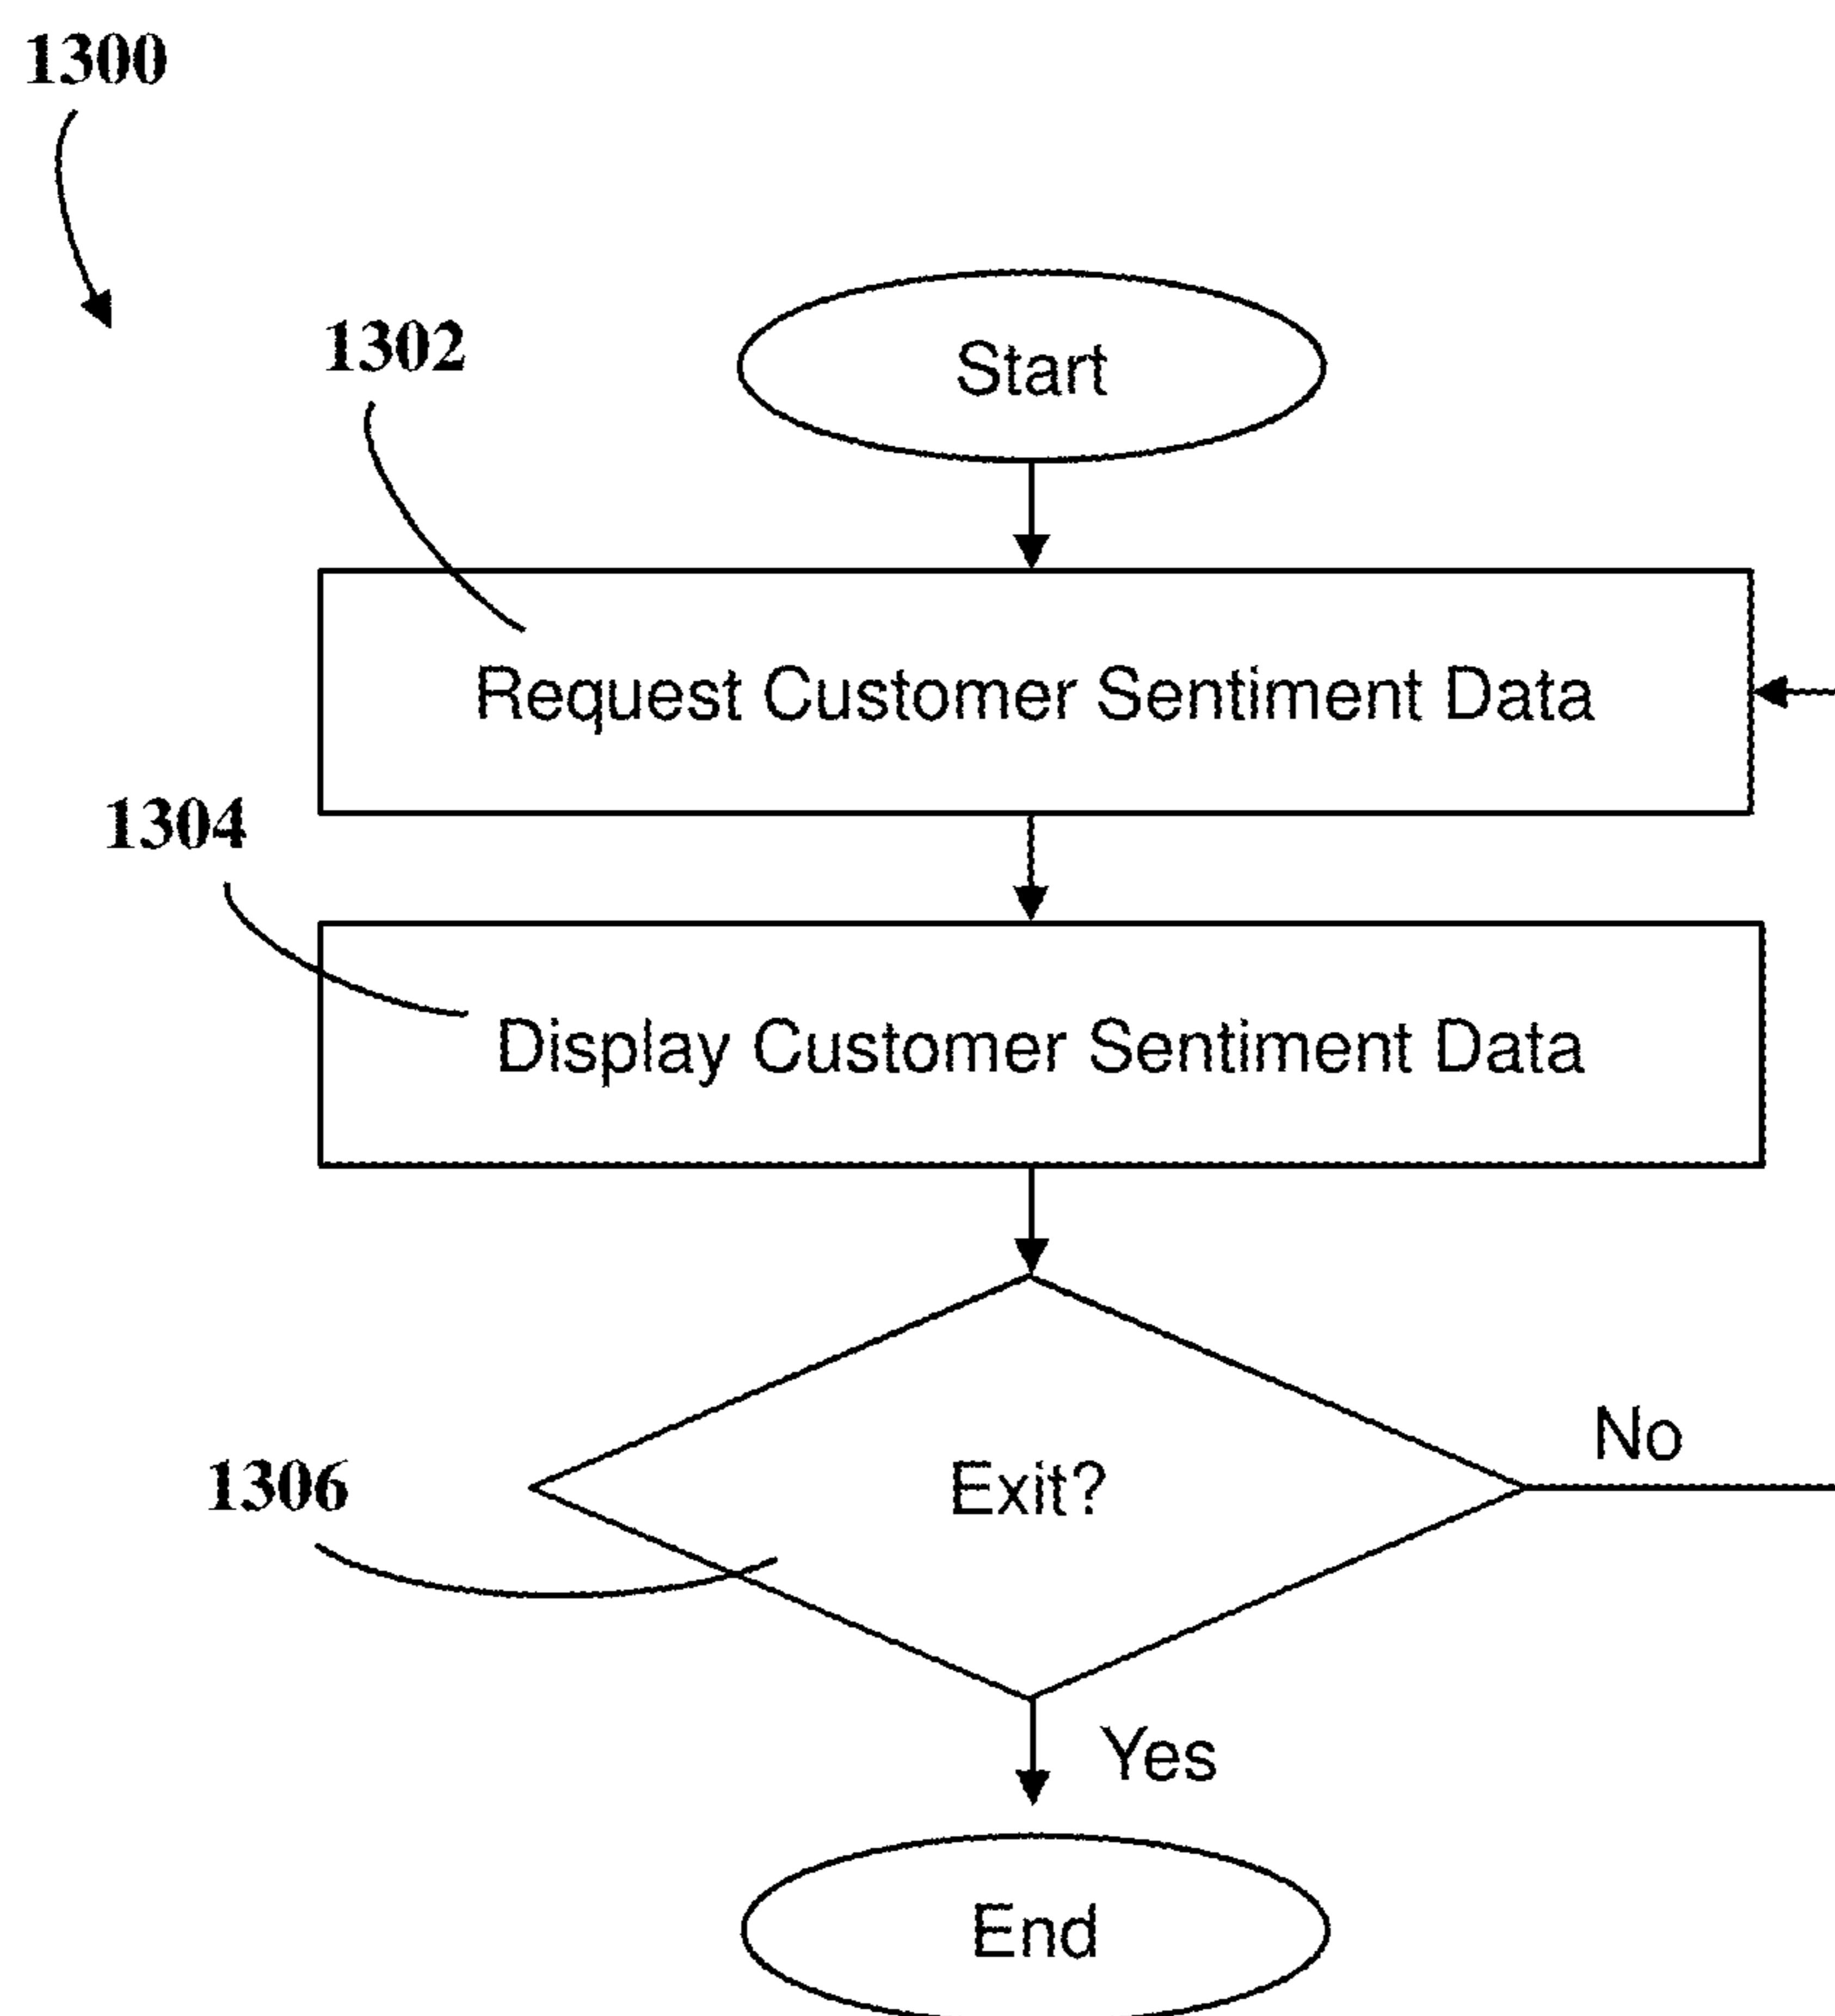 1300
1302
Start
Request Customer Sentiment Data
1304
Display Customer Sentiment Data
No
1306
Exit?
Yes
End